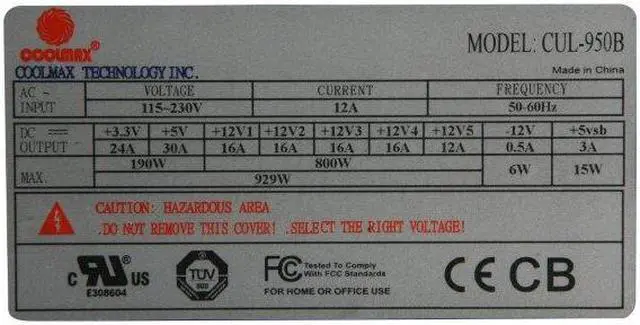 COOLMAX
COOLMAX TECHNOLOGY INC.
MODEL: CUL-950B
Made in China
AC ~ INPUT VOLTAGE CURRENT FREQUENCY
115~230V 12A 50-60Hz
DC OUTPUT +3.3V +5V +12V1 +12V2 +12V3 +12V4 +12V5 -12V +5vsb
24A 30A 16A 16A 16A 16A 12A 0.5A 3A
MAX. 190W 800W 6W 15W
929W
CAUTION: HAZARDOUS AREA
.DO NOT REMOVE THIS COVER! .SELECT THE RIGHT VOLTAGE!
c UR US
E308604
TUV
FC Tested To Comply
With FCC Standards
FOR HOME OR OFFICE USE
CE CB